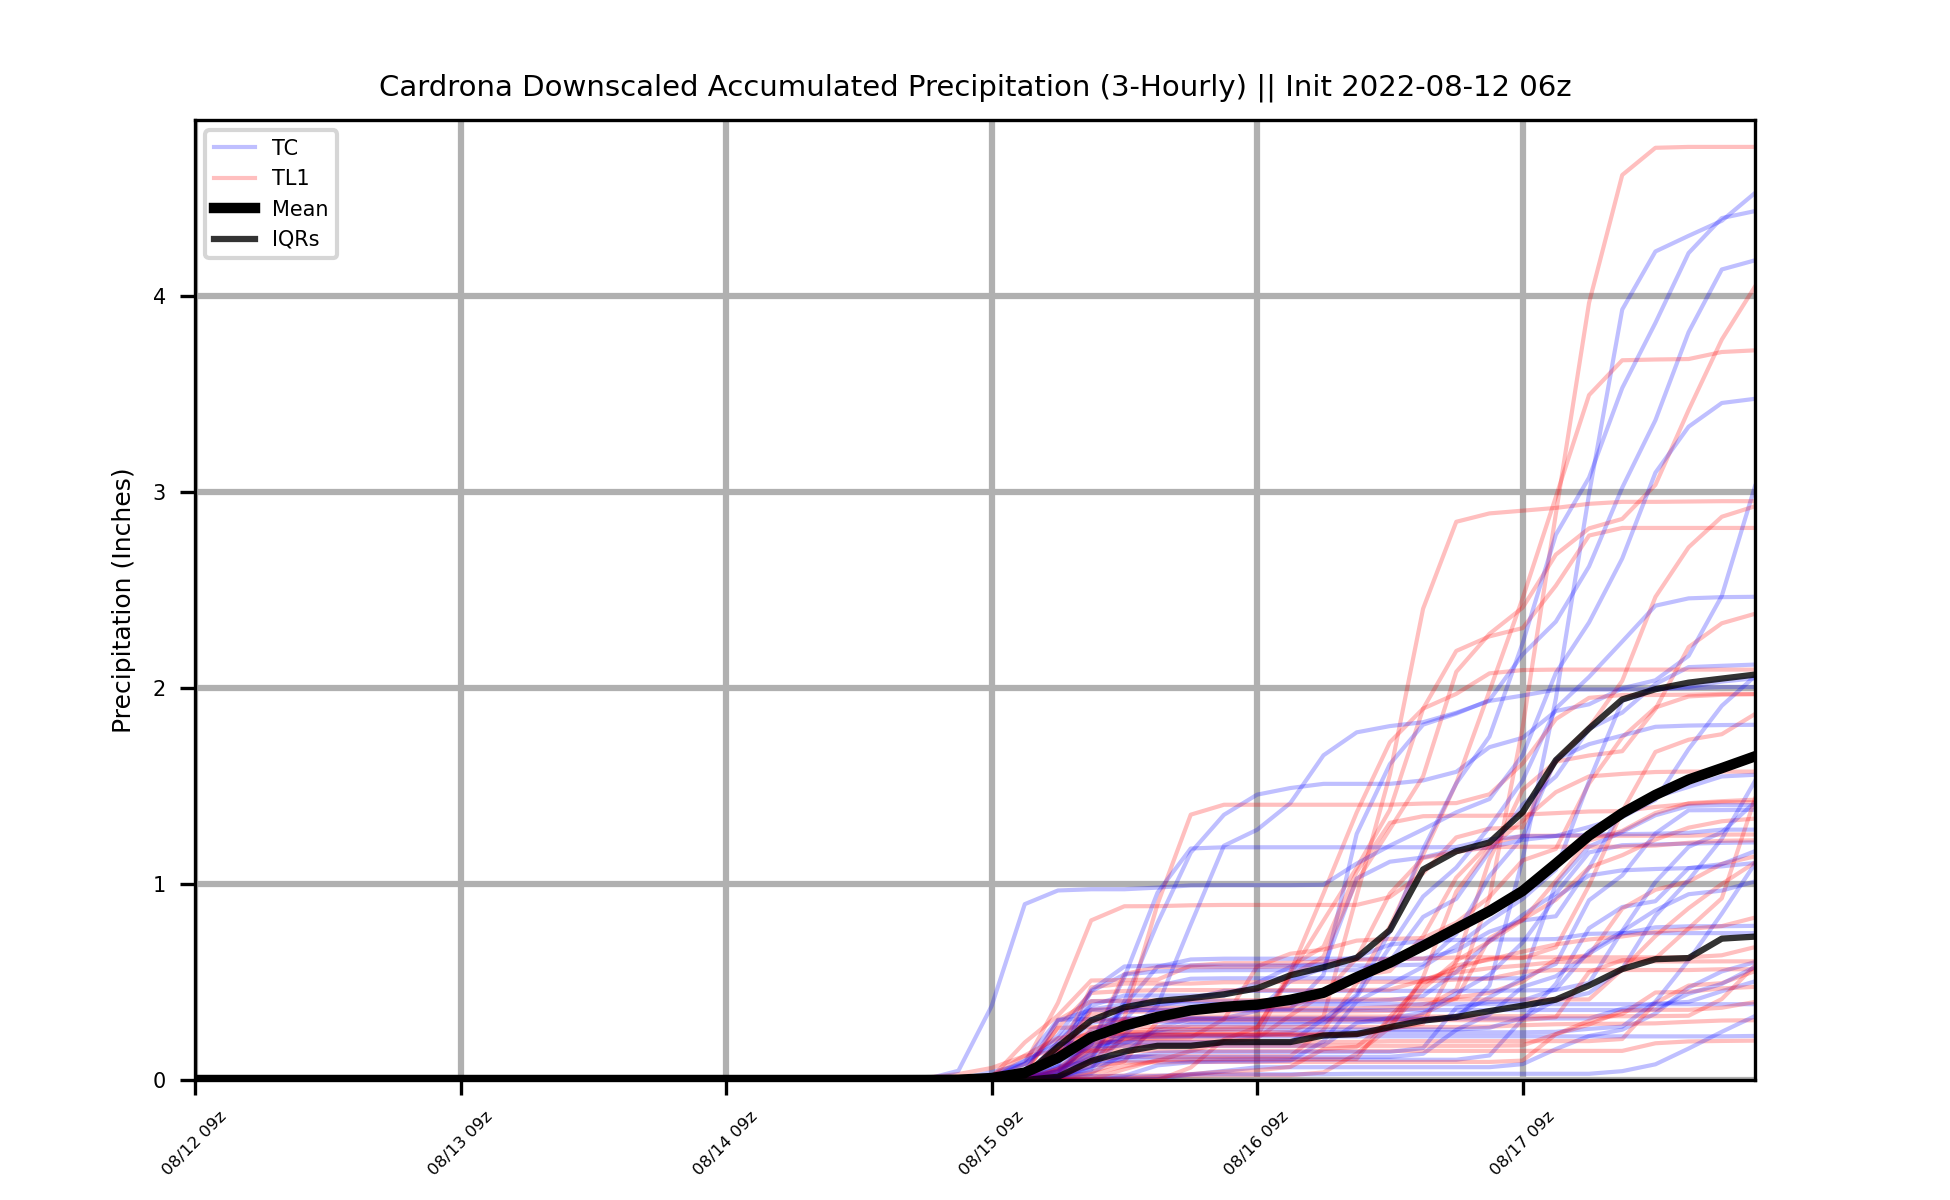 Cardrona Downscaled Accumulated Precipitation (3-Hourly) || Init 2022-08-12 06z
TC
TL1
Mean
IQRs
Precipitation (Inches)
4
3
2
1
0
08/12 09z
08/13 09z
08/14 09z
08/15 09z
08/16 09z
08/17 09z